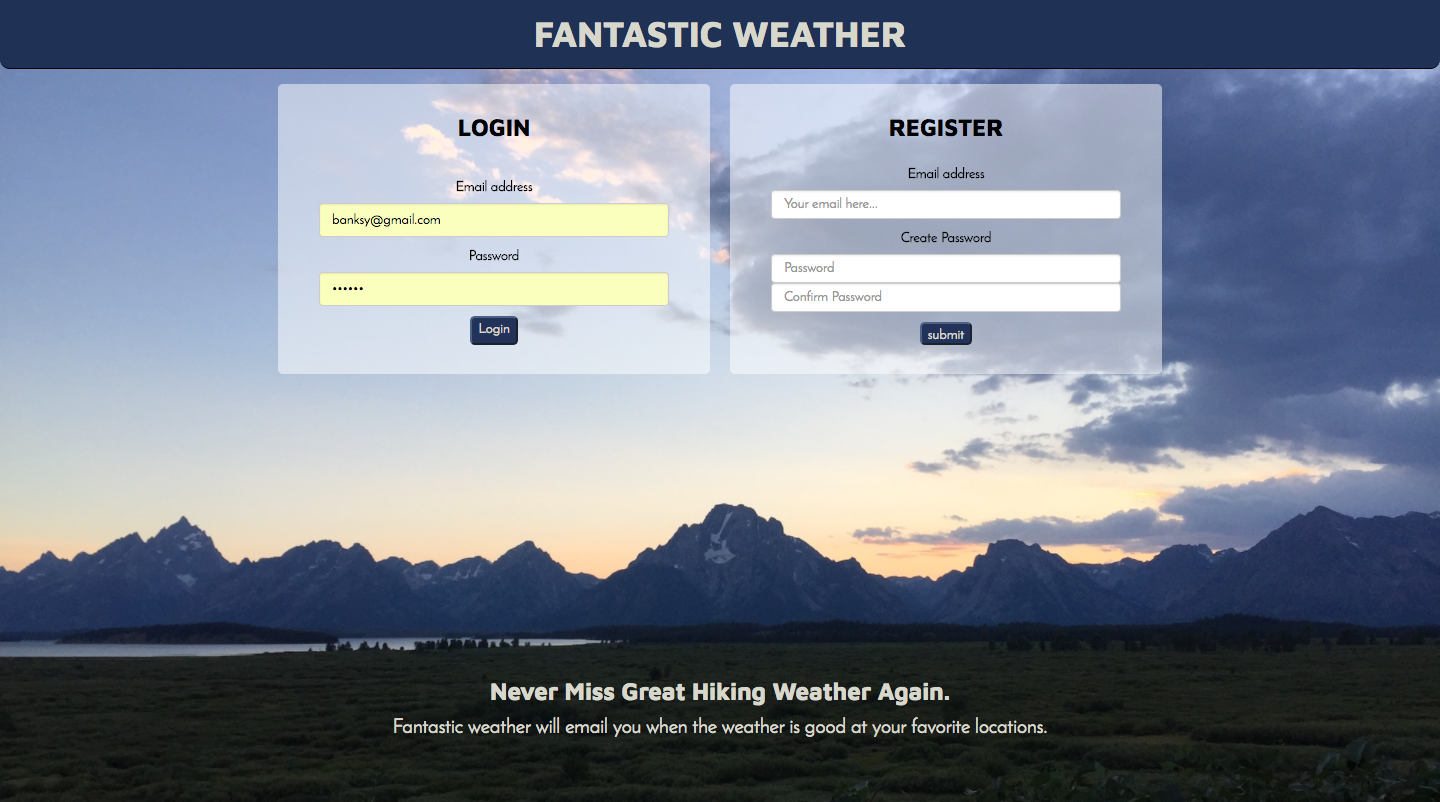 FANTASTIC WEATHER
LOGIN
Email address
banksy@gmail.com
Password
••••••
Login
REGISTER
Email address
Your email here...
Create Password
Password
Confirm Password
submit
Never Miss Great Hiking Weather Again.
Fantastic weather will email you when the weather is good at your favorite locations.